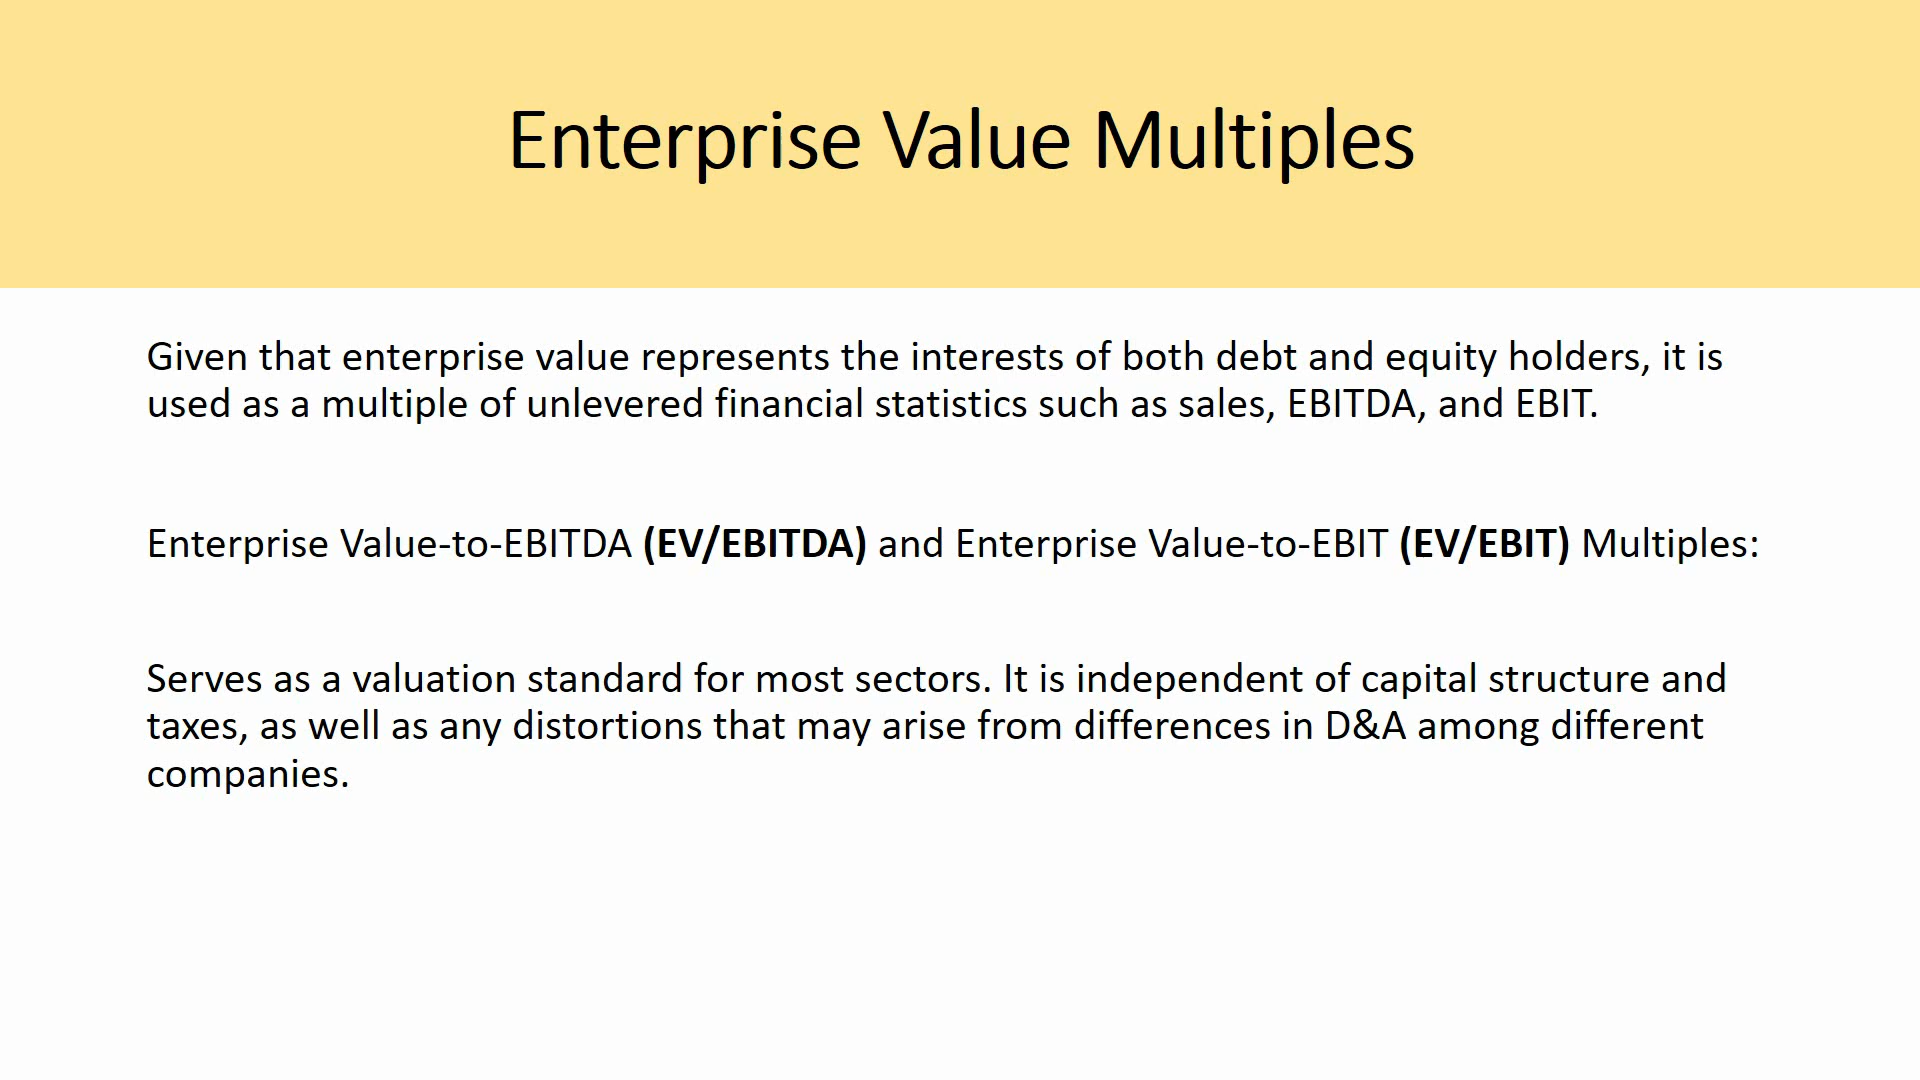 Enterprise Value Multiples
Given that enterprise value represents the interests of both debt and equity holders, it is
used as a multiple of unlevered financial statistics such as sales, EBITDA, and EBIT.
Enterprise Value-to-EBITDA (EV/EBITDA) and Enterprise Value-to-EBIT (EV/EBIT) Multiples:
Serves as a valuation standard for most sectors. It is independent of capital structure and
taxes, as well as any distortions that may arise from differences in D&A among different
companies.